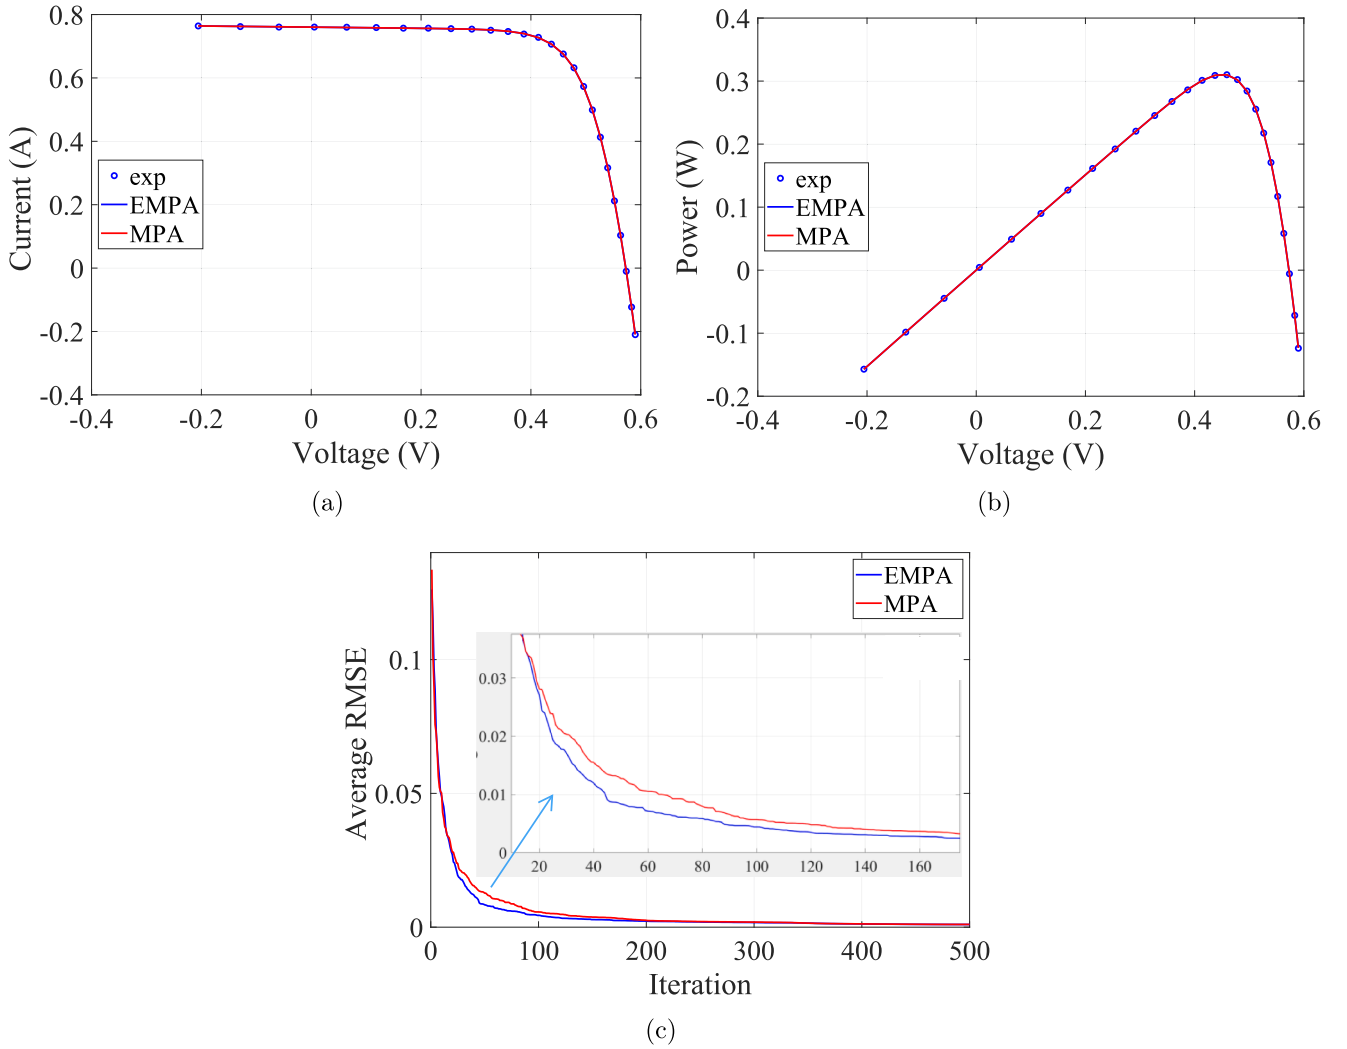 0.8
0.6
0.4
0.2
0
-0.2
-0.4
Current (A)
exp
EMPA
MPA
-0.4 -0.2 0 0.2 0.4 0.6
Voltage (V)
(a)
0.4
0.3
0.2
0.1
0
-0.1
-0.2
Power (W)
exp
EMPA
MPA
-0.4 -0.2 0 0.2 0.4 0.6
Voltage (V)
(b)
0.1
0.05
0
Average RMSE
EMPA
MPA
0.03
0.02
0.01
0
20 40 60 80 100 120 140 160
0 100 200 300 400 500
Iteration
(c)